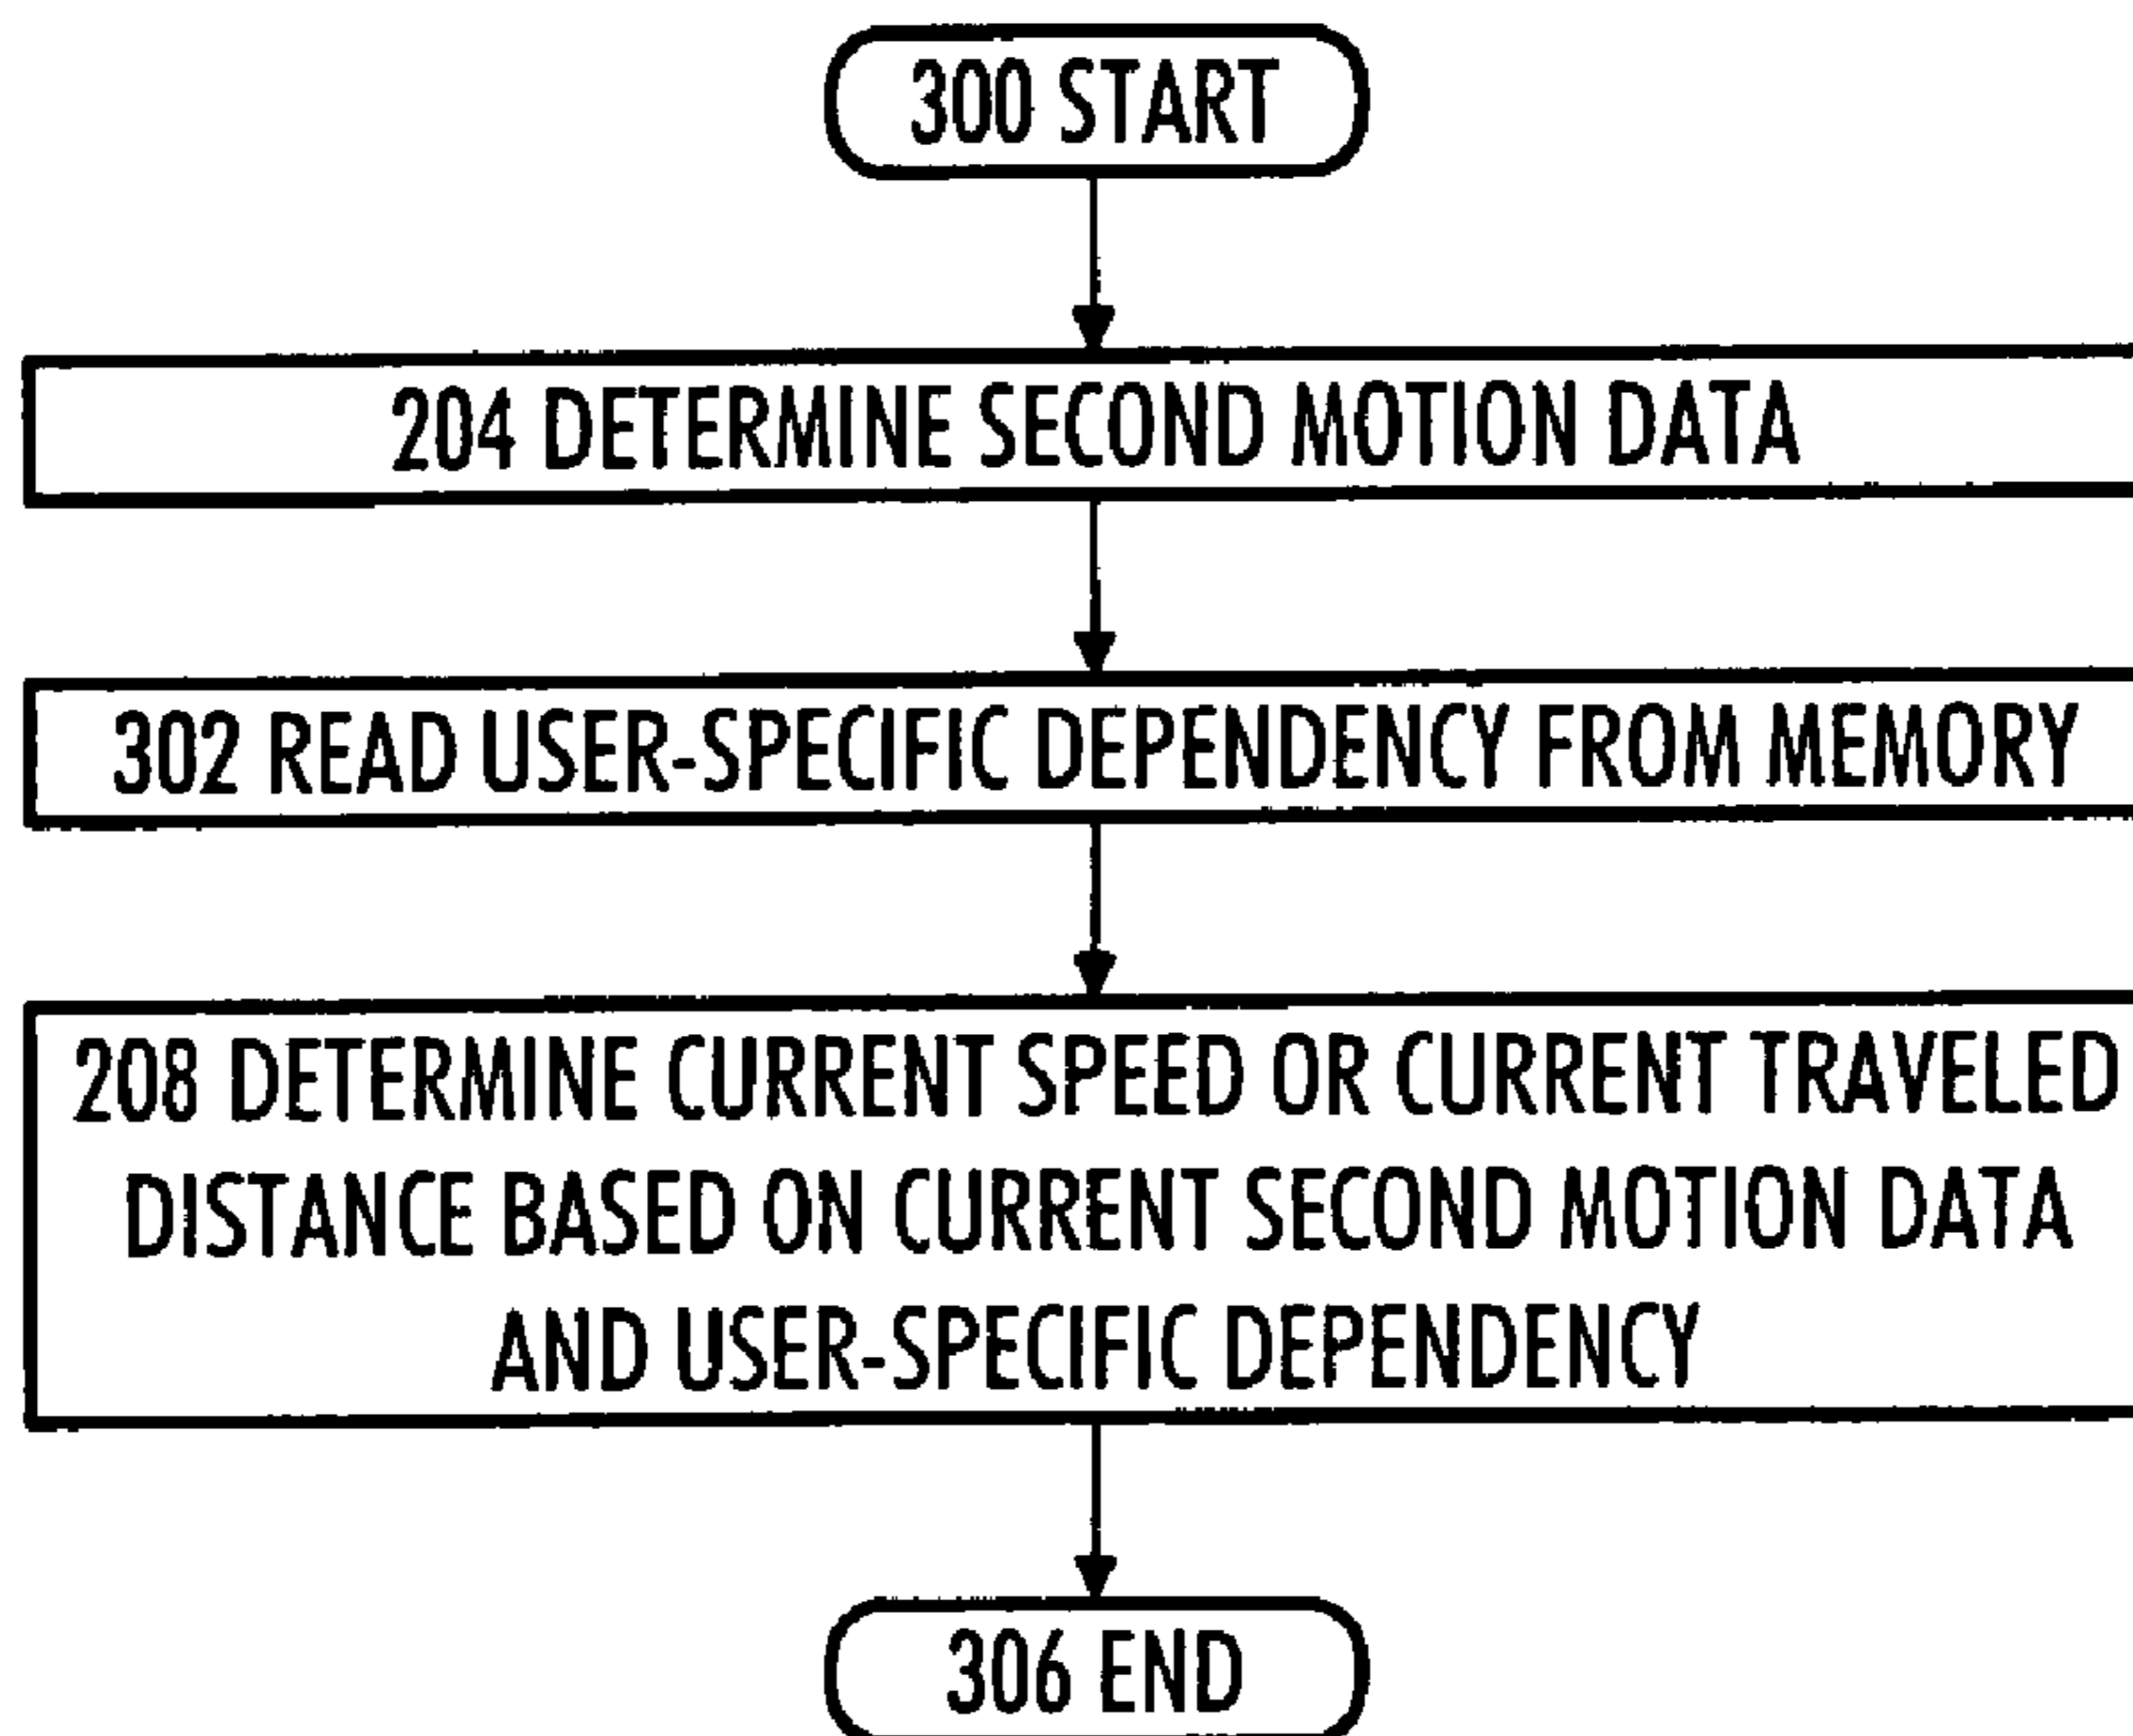 300 START
204 DETERMINE SECOND MOTION DATA
302 READ USER-SPECIFIC DEPENDENCY FROM MEMORY
208 DETERMINE CURRENT SPEED OR CURRENT TRAVELED
DISTANCE BASED ON CURRENT SECOND MOTION DATA
AND USER-SPECIFIC DEPENDENCY
306 END